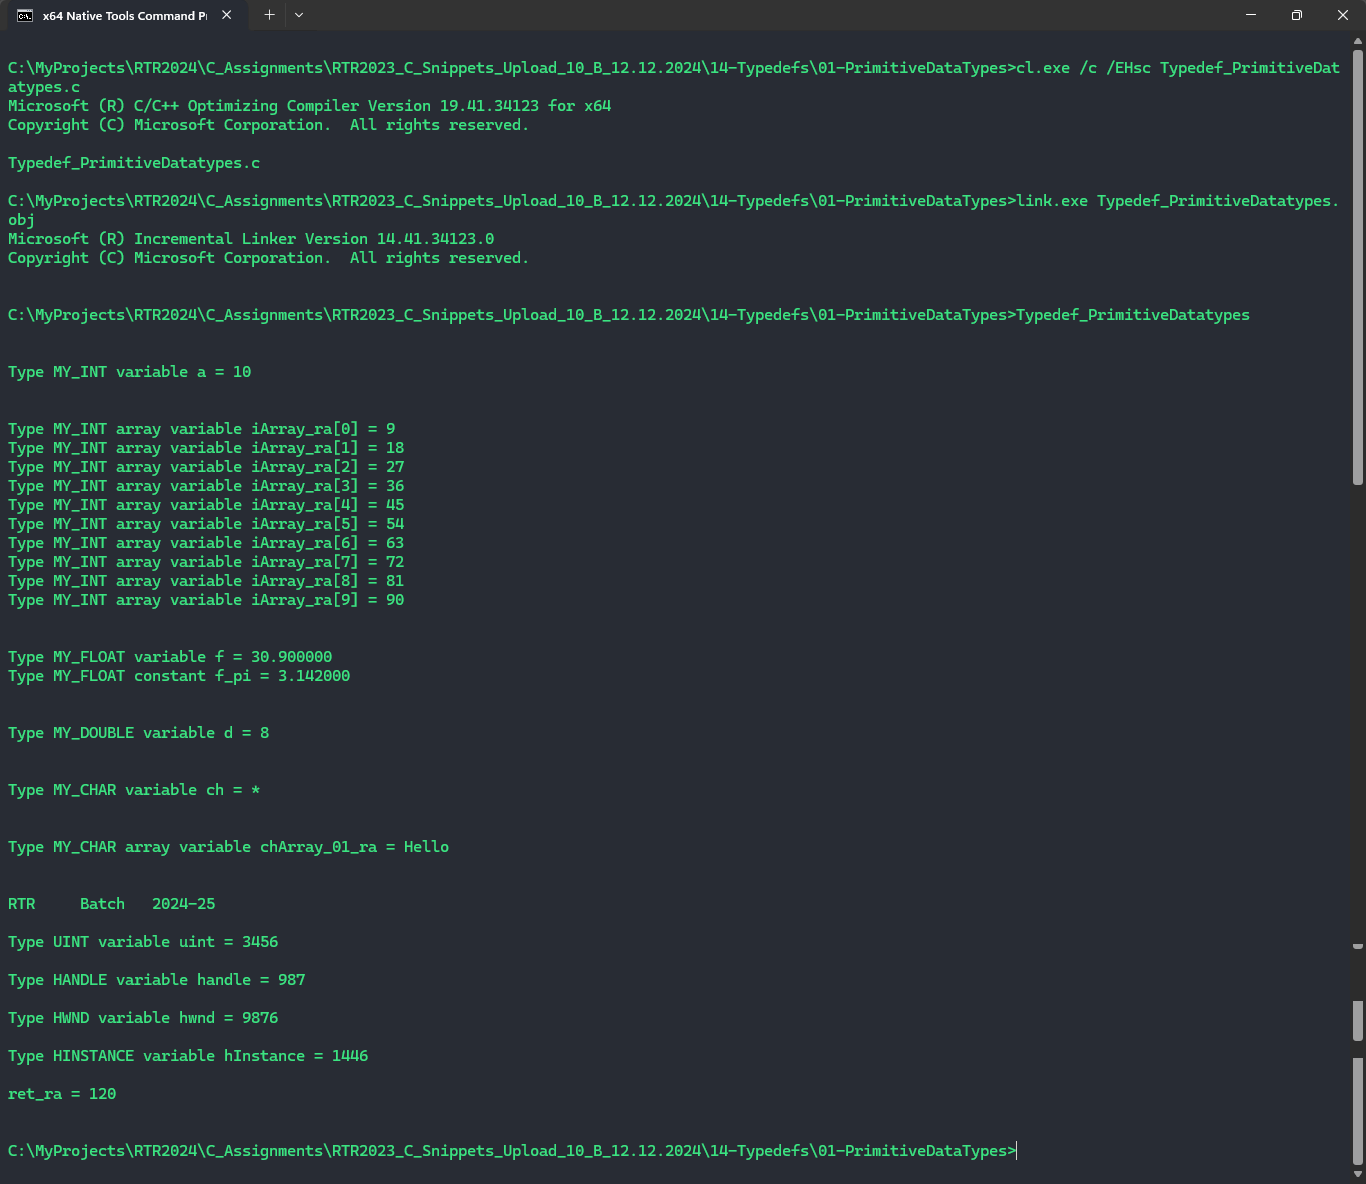 x64 Native Tools Command P
C:\MyProjects\RTR2024\C_Assignments\RTR2023_C_Snippets_Upload_10_B_12.12.2024\14-Typedefs\01-PrimitiveDataTypes>cl.exe /c /EHsc Typedef_PrimitiveDat
atypes.c
Microsoft (R) C/C++ Optimizing Compiler Version 19.41.34123 for x64
Copyright (C) Microsoft Corporation.  All rights reserved.
Typedef_PrimitiveDatatypes.c
C:\MyProjects\RTR2024\C_Assignments\RTR2023_C_Snippets_Upload_10_B_12.12.2024\14-Typedefs\01-PrimitiveDataTypes>link.exe Typedef_PrimitiveDatatypes.
obj
Microsoft (R) Incremental Linker Version 14.41.34123.0
Copyright (C) Microsoft Corporation.  All rights reserved.
C:\MyProjects\RTR2024\C_Assignments\RTR2023_C_Snippets_Upload_10_B_12.12.2024\14-Typedefs\01-PrimitiveDataTypes>Typedef_PrimitiveDatatypes
Type MY_INT variable a = 10
Type MY_INT array variable iArray_ra[0] = 9
Type MY_INT array variable iArray_ra[1] = 18
Type MY_INT array variable iArray_ra[2] = 27
Type MY_INT array variable iArray_ra[3] = 36
Type MY_INT array variable iArray_ra[4] = 45
Type MY_INT array variable iArray_ra[5] = 54
Type MY_INT array variable iArray_ra[6] = 63
Type MY_INT array variable iArray_ra[7] = 72
Type MY_INT array variable iArray_ra[8] = 81
Type MY_INT array variable iArray_ra[9] = 90
Type MY_FLOAT variable f = 30.900000
Type MY_FLOAT constant f_pi = 3.142000
Type MY_DOUBLE variable d = 8
Type MY_CHAR variable ch = *
Type MY_CHAR array variable chArray_01_ra = Hello
RTR     Batch   2024-25
Type UINT variable uint = 3456
Type HANDLE variable handle = 987
Type HWND variable hwnd = 9876
Type HINSTANCE variable hInstance = 1446
ret_ra = 120
C:\MyProjects\RTR2024\C_Assignments\RTR2023_C_Snippets_Upload_10_B_12.12.2024\14-Typedefs\01-PrimitiveDataTypes>